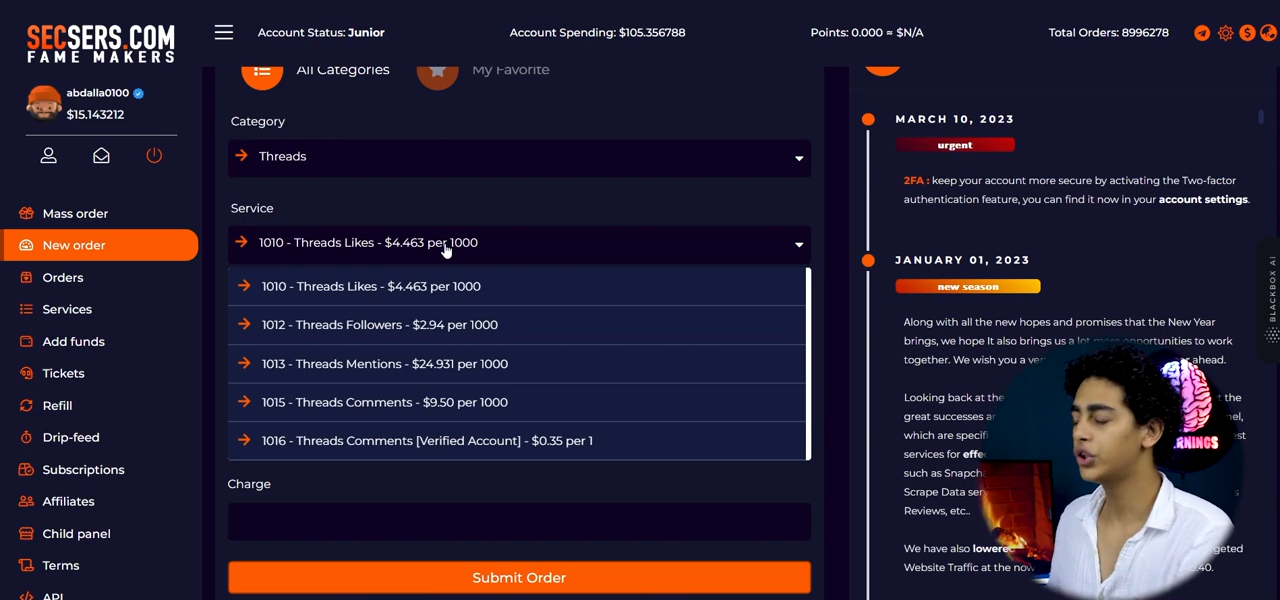 SECSERS.COM
FAME MAKERS
Account Status: Junior
Account Spending: $105.356788
Points: 0.000 ≈ $N/A
Total Orders: 8996278
abdalla0100
$15.143212
Mass order
New order
Orders
Services
Add funds
Tickets
Refill
Drip-feed
Subscriptions
Affiliates
Child panel
Terms
API
All Categories
My Favorite
Category
Threads
Service
1010 - Threads Likes - $4.463 per 1000
1010 - Threads Likes - $4.463 per 1000
1012 - Threads Followers - $2.94 per 1000
1013 - Threads Mentions - $24.931 per 1000
1015 - Threads Comments - $9.50 per 1000
1016 - Threads Comments [Verified Account] - $0.35 per 1
Charge
Submit Order
MARCH 10, 2023
urgent
2FA : keep your account more secure by activating the Two-factor
authentication feature, you can find it now in your account settings.
JANUARY 01, 2023
new season
Along with all the new hopes and promises that the New Year
brings, we hope It also brings us a lot more opportunities to work
together. We wish you a ahead.
Looking back at the the
great successes
which are
services for
such as
Scrape Data
Reviews, etc..
We have also
Website Traffic at the
BLACKBOX AI